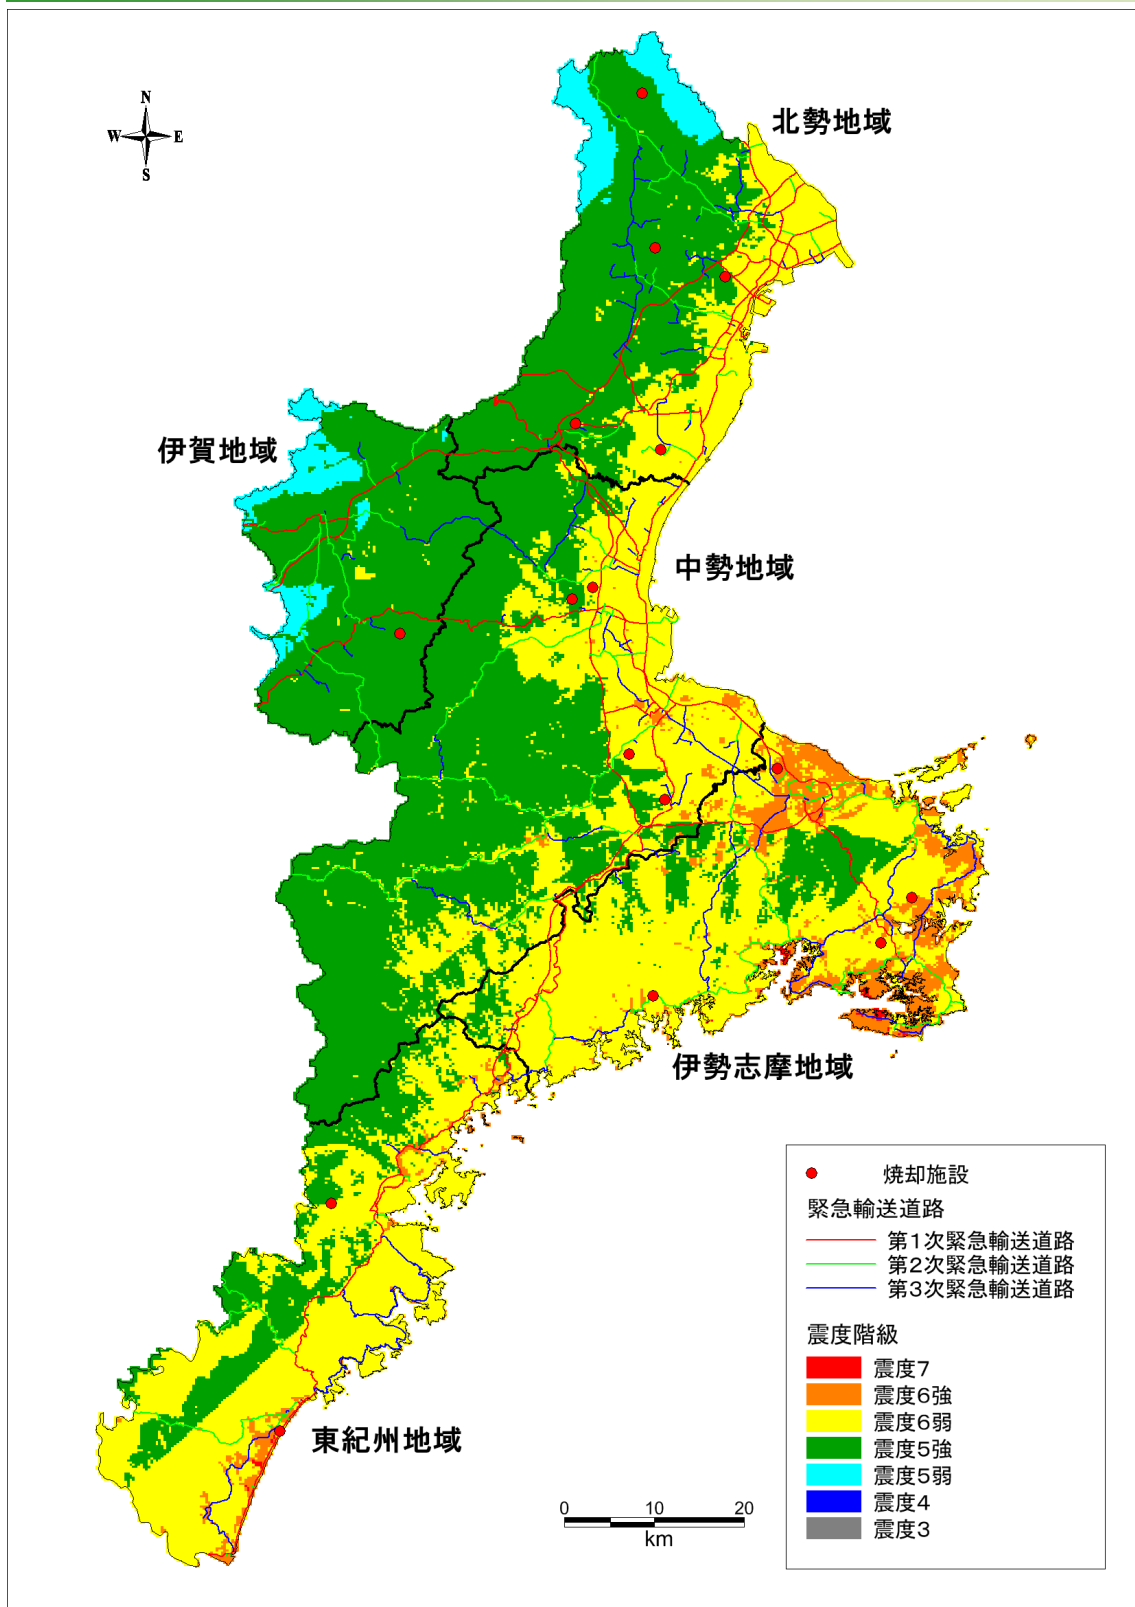 北勢地域
N
W E
S
伊賀地域
中勢地域
伊勢志摩地域
東紀州地域
焼却施設
緊急輸送道路
第1次緊急輸送道路
第2次緊急輸送道路
第3次緊急輸送道路
震度階級
震度7
震度6強
震度6弱
震度5強
震度5弱
震度4
震度3
0 10 20
km